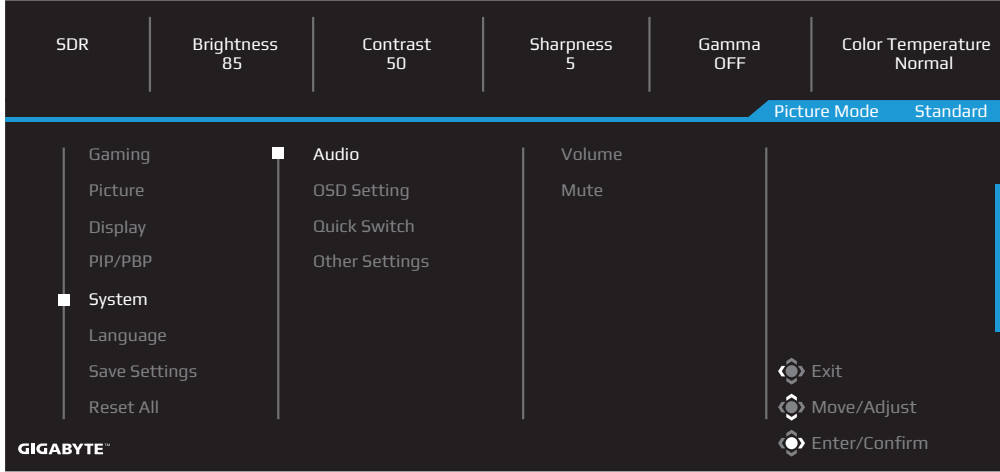 SDR
Brightness
85
Contrast
50
Sharpness
5
Gamma
OFF
Color Temperature
Normal
Picture Mode Standard
Gaming
Picture
Display
PIP/PBP
System
Language
Save Settings
Reset All
Audio
OSD Setting
Quick Switch
Other Settings
Volume
Mute
Exit
Move/Adjust
Enter/Confirm
GIGABYTE™